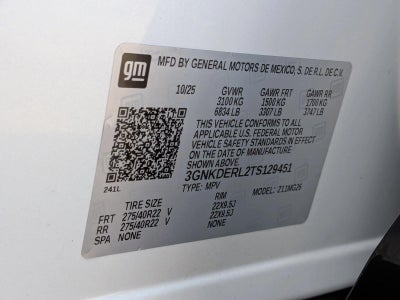 gm
MFD BY GENERAL MOTORS DE MEXICO, S. DE R.L. DE C.V.
10/25 GVWR GAWR FRT GAWR RR
3100 KG 1500 KG 1700 KG
6834 LB 3307 LB 3747 LB
THIS VEHICLE CONFORMS TO ALL
APPLICABLE U.S. FEDERAL MOTOR
VEHICLE SAFETY STANDARDS IN
EFFECT ON THE DATE OF MANUFACTURE
SHOWN ABOVE
3GNKDERL2TS129451
241L TYPE: MPV MODEL: Z11MG26
TIRE SIZE RIM
FRT 275/40R22 V 22X9.5J
RR 275/40R22 V 22X9.5J
SPA NONE NONE